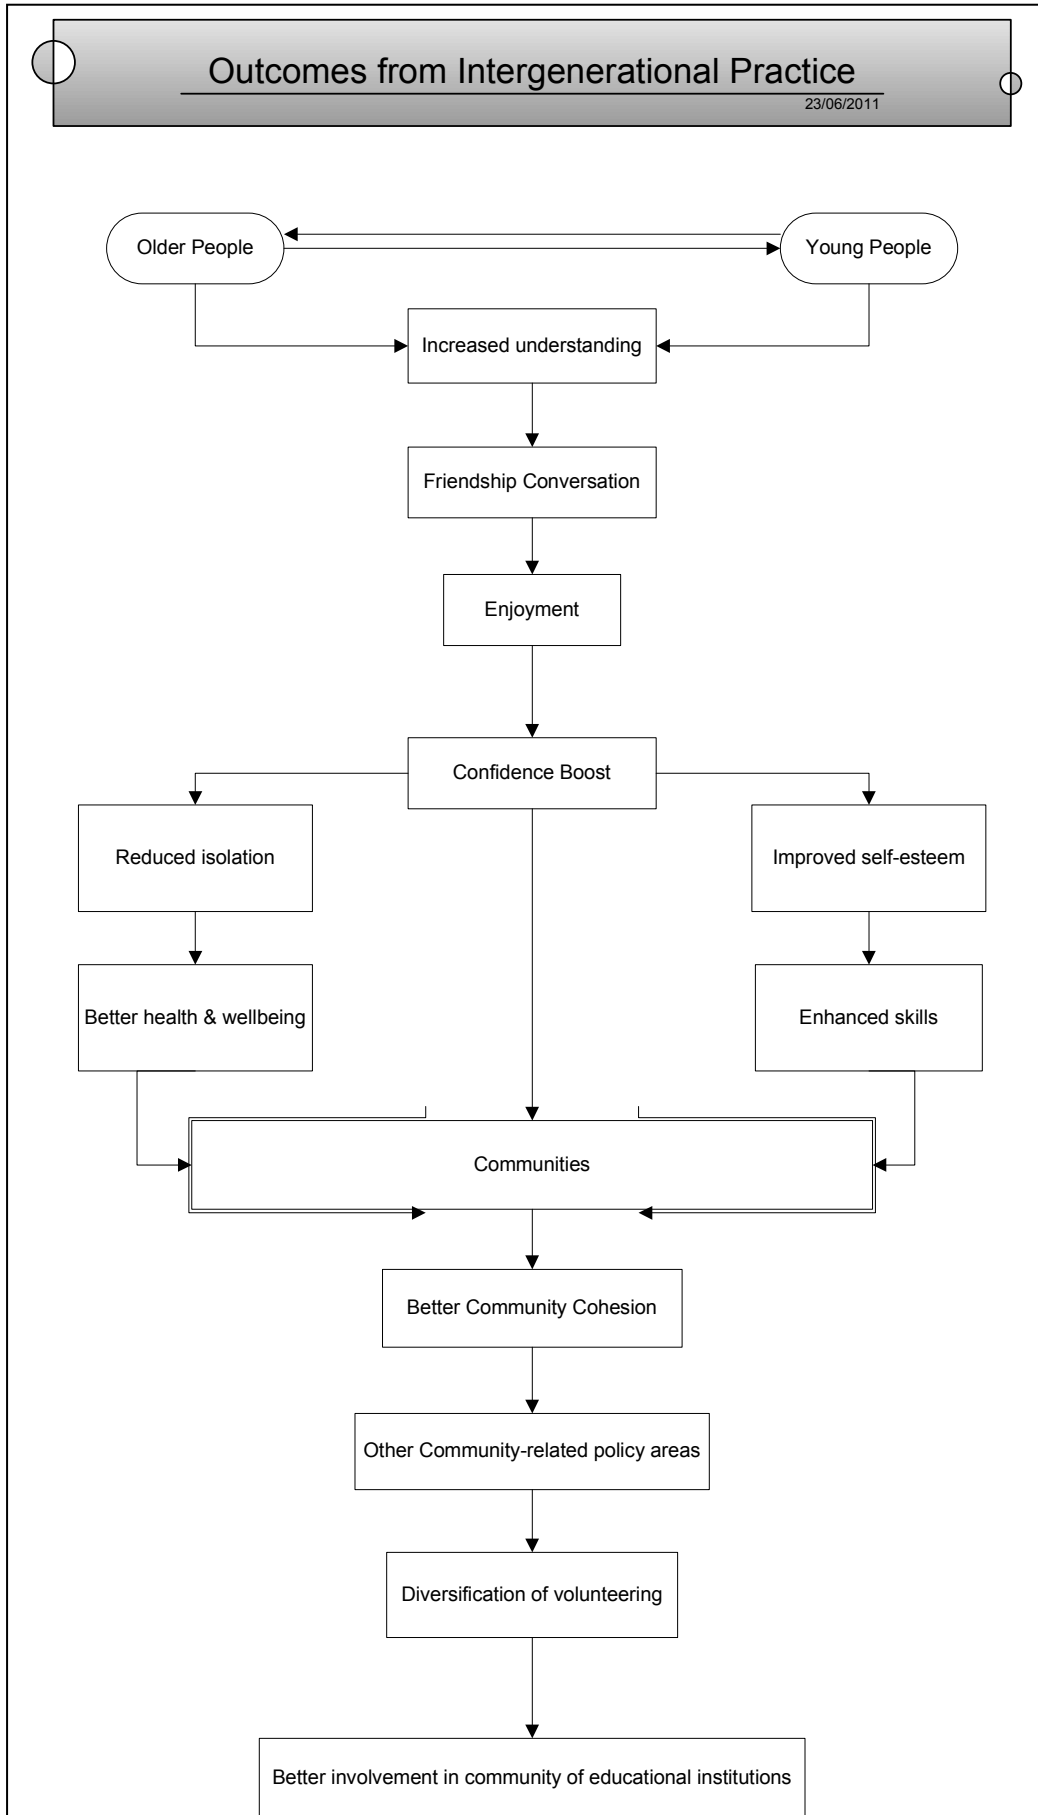 Outcomes from Intergenerational Practice
23/06/2011
Older People
Young People
Increased understanding
Friendship Conversation
Enjoyment
Confidence Boost
Reduced isolation
Improved self-esteem
Better health & wellbeing
Enhanced skills
Communities
Better Community Cohesion
Other Community-related policy areas
Diversification of volunteering
Better involvement in community of educational institutions